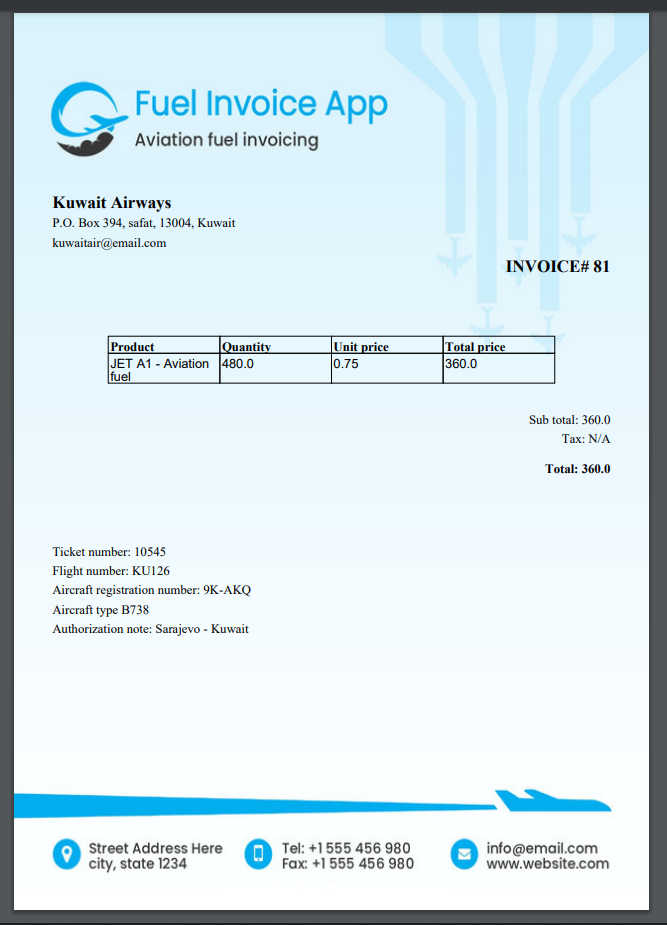 Fuel Invoice App
Aviation fuel invoicing
Kuwait Airways
P.O. Box 394, safat, 13004, Kuwait
kuwaitair@email.com
INVOICE# 81
Product Quantity Unit price Total price
JET A1 - Aviation 480.0 0.75 360.0
fuel
Sub total: 360.0
Tax: N/A
Total: 360.0
Ticket number: 10545
Flight number: KU126
Aircraft registration number: 9K-AKQ
Aircraft type B738
Authorization note: Sarajevo - Kuwait
Street Address Here Tel: +1 555 456 980 info@email.com
city, state 1234 Fax: +1 555 456 980 www.website.com